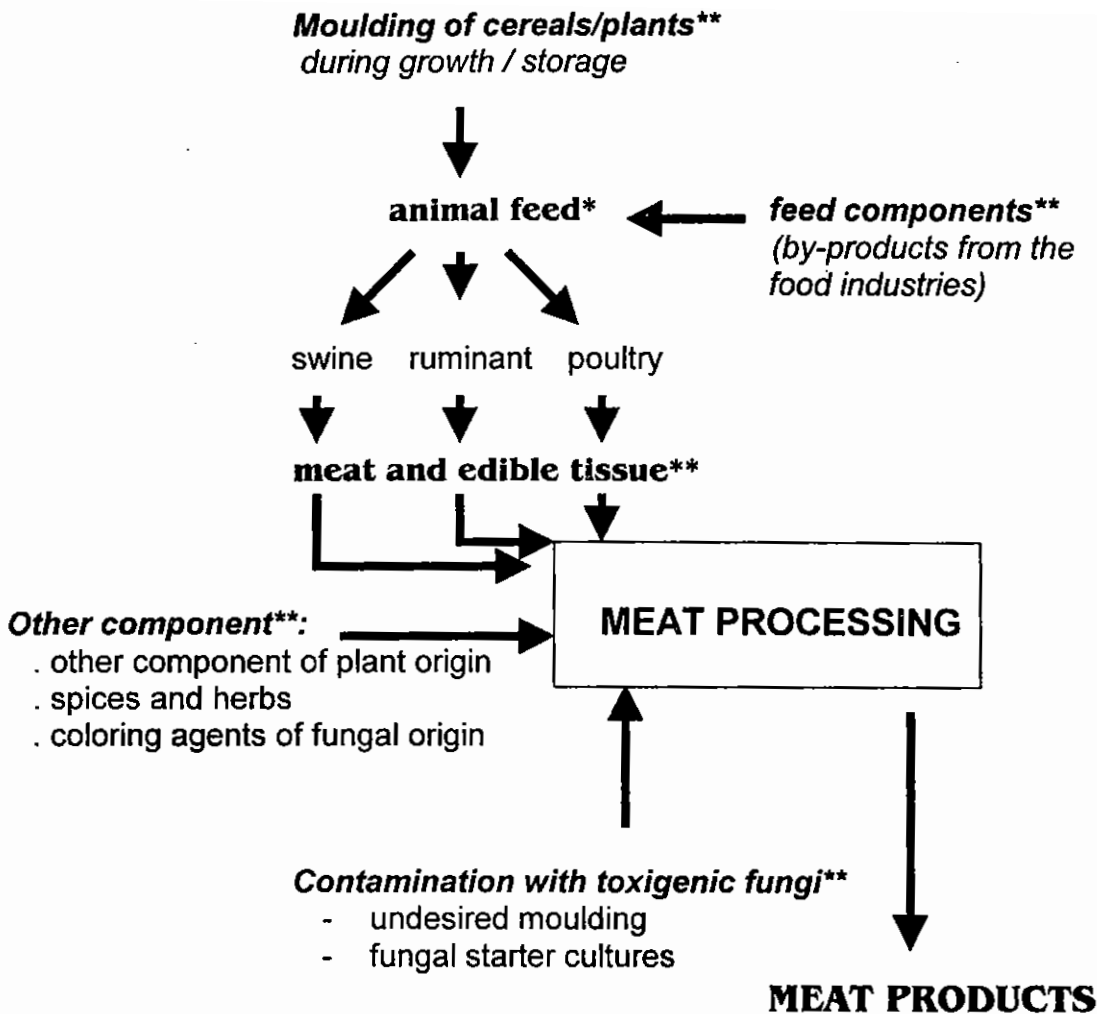 Moulding of cereals/plants**
during growth / storage
animal feed*
feed components**
(by-products from the
food industries)
swine ruminant poultry
meat and edible tissue**
MEAT PROCESSING
Other component**:
. other component of plant origin
. spices and herbs
. coloring agents of fungal origin
Contamination with toxigenic fungi**
- undesired moulding
- fungal starter cultures
MEAT PRODUCTS